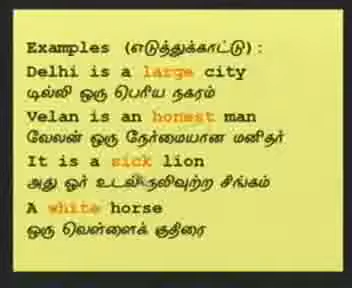 Examples (எடுத்துக்காட்டு):
Delhi is a large city
டில்லி ஒரு பெரிய நகரம்
Velan is an honest man
வேலன் ஒரு நேர்மையான மனிதர்
It is a sick lion
அது ஓர் உடல் நலிவுற்ற சிங்கம்
A white horse
ஒரு வெள்ளைக் குதிரை